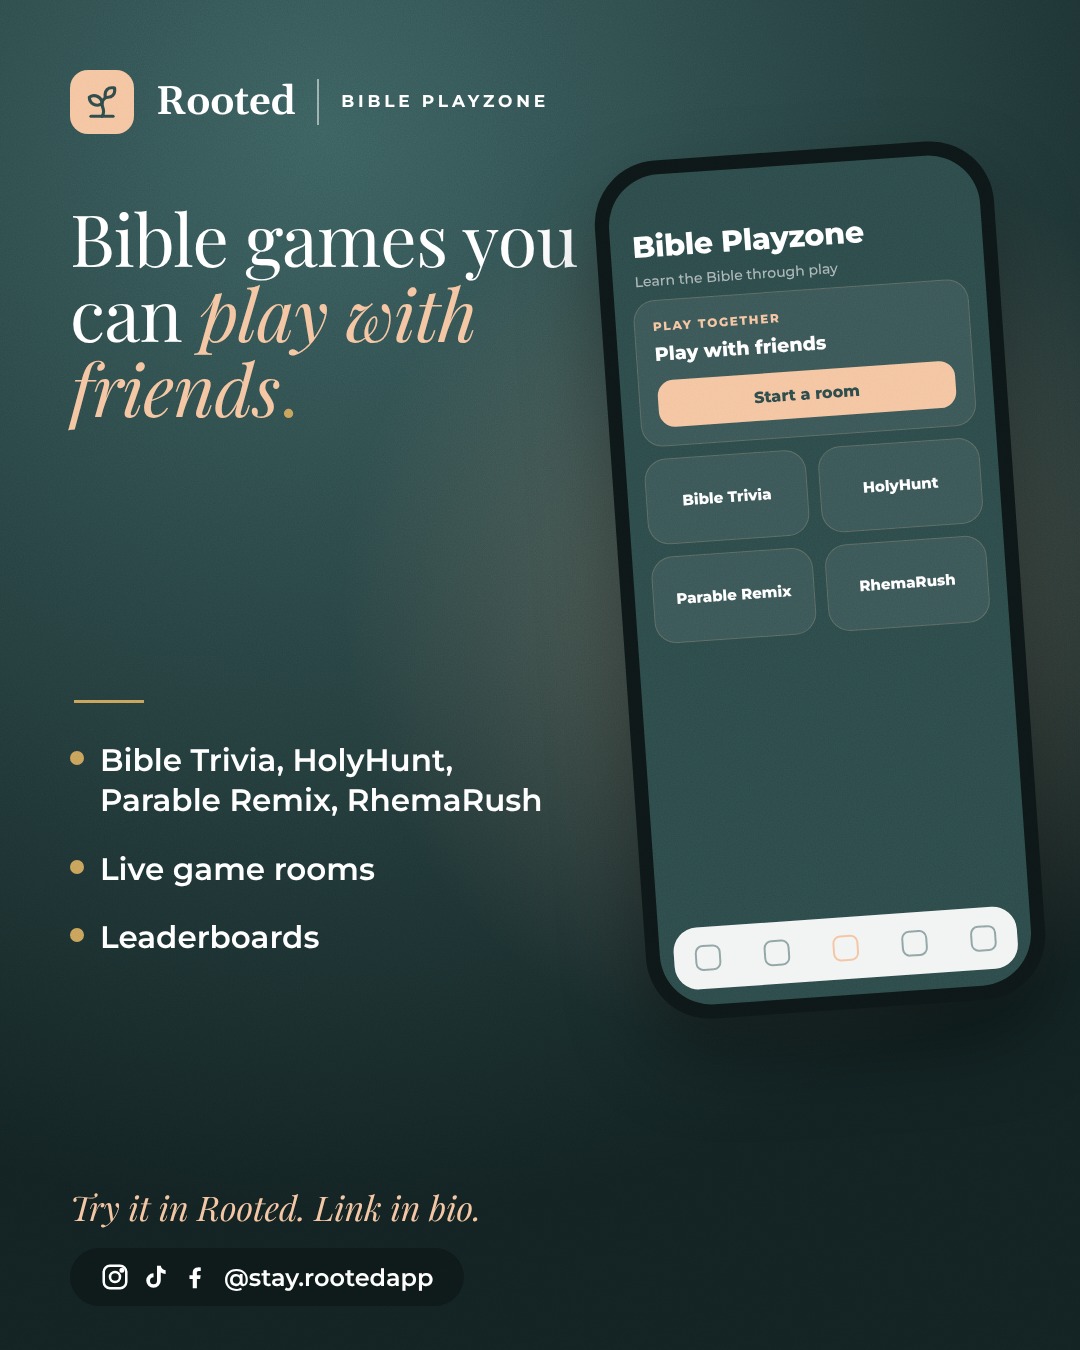 Rooted
BIBLE PLAYZONE
Bible games you
can play with
friends.
Bible Playzone
Learn the Bible through play
PLAY TOGETHER
Play with friends
Start a room
Bible Trivia
HolyHunt
Parable Remix
RhemaRush
Bible Trivia, HolyHunt,
Parable Remix, RhemaRush
Live game rooms
Leaderboards
Try it in Rooted. Link in bio.
@stay.rootedapp